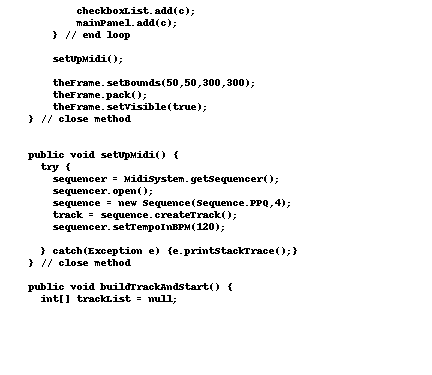 checkboxList.add(c);
mainPanel.add(c);
} // end loop
setUpMidi();
theFrame.setBounds(50,50,300,300);
theFrame.pack();
theFrame.setVisible(true);
} // close method
public void setUpMidi() {
try {
sequencer = MidiSystem.getSequencer();
sequencer.open();
sequence = new Sequence(Sequence.PPQ,4);
track = sequence.createTrack();
sequencer.setTempoInBPM(120);
} catch(Exception e) {e.printStackTrace();}
} // close method
public void buildTrackAndStart() {
int[] trackList = null;